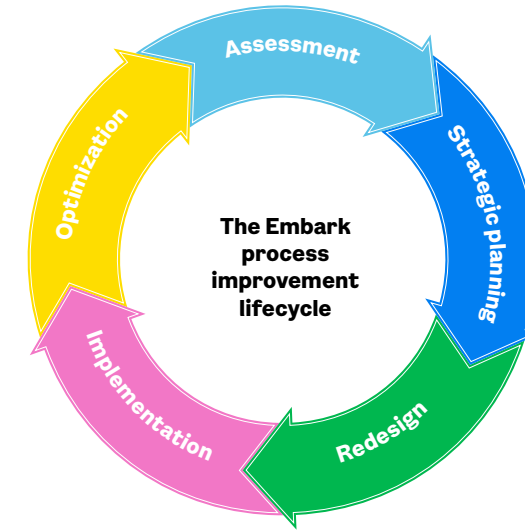 Assessment
Strategic planning
Redesign
Implementation
Optimization
The Embark
process
improvement
lifecycle